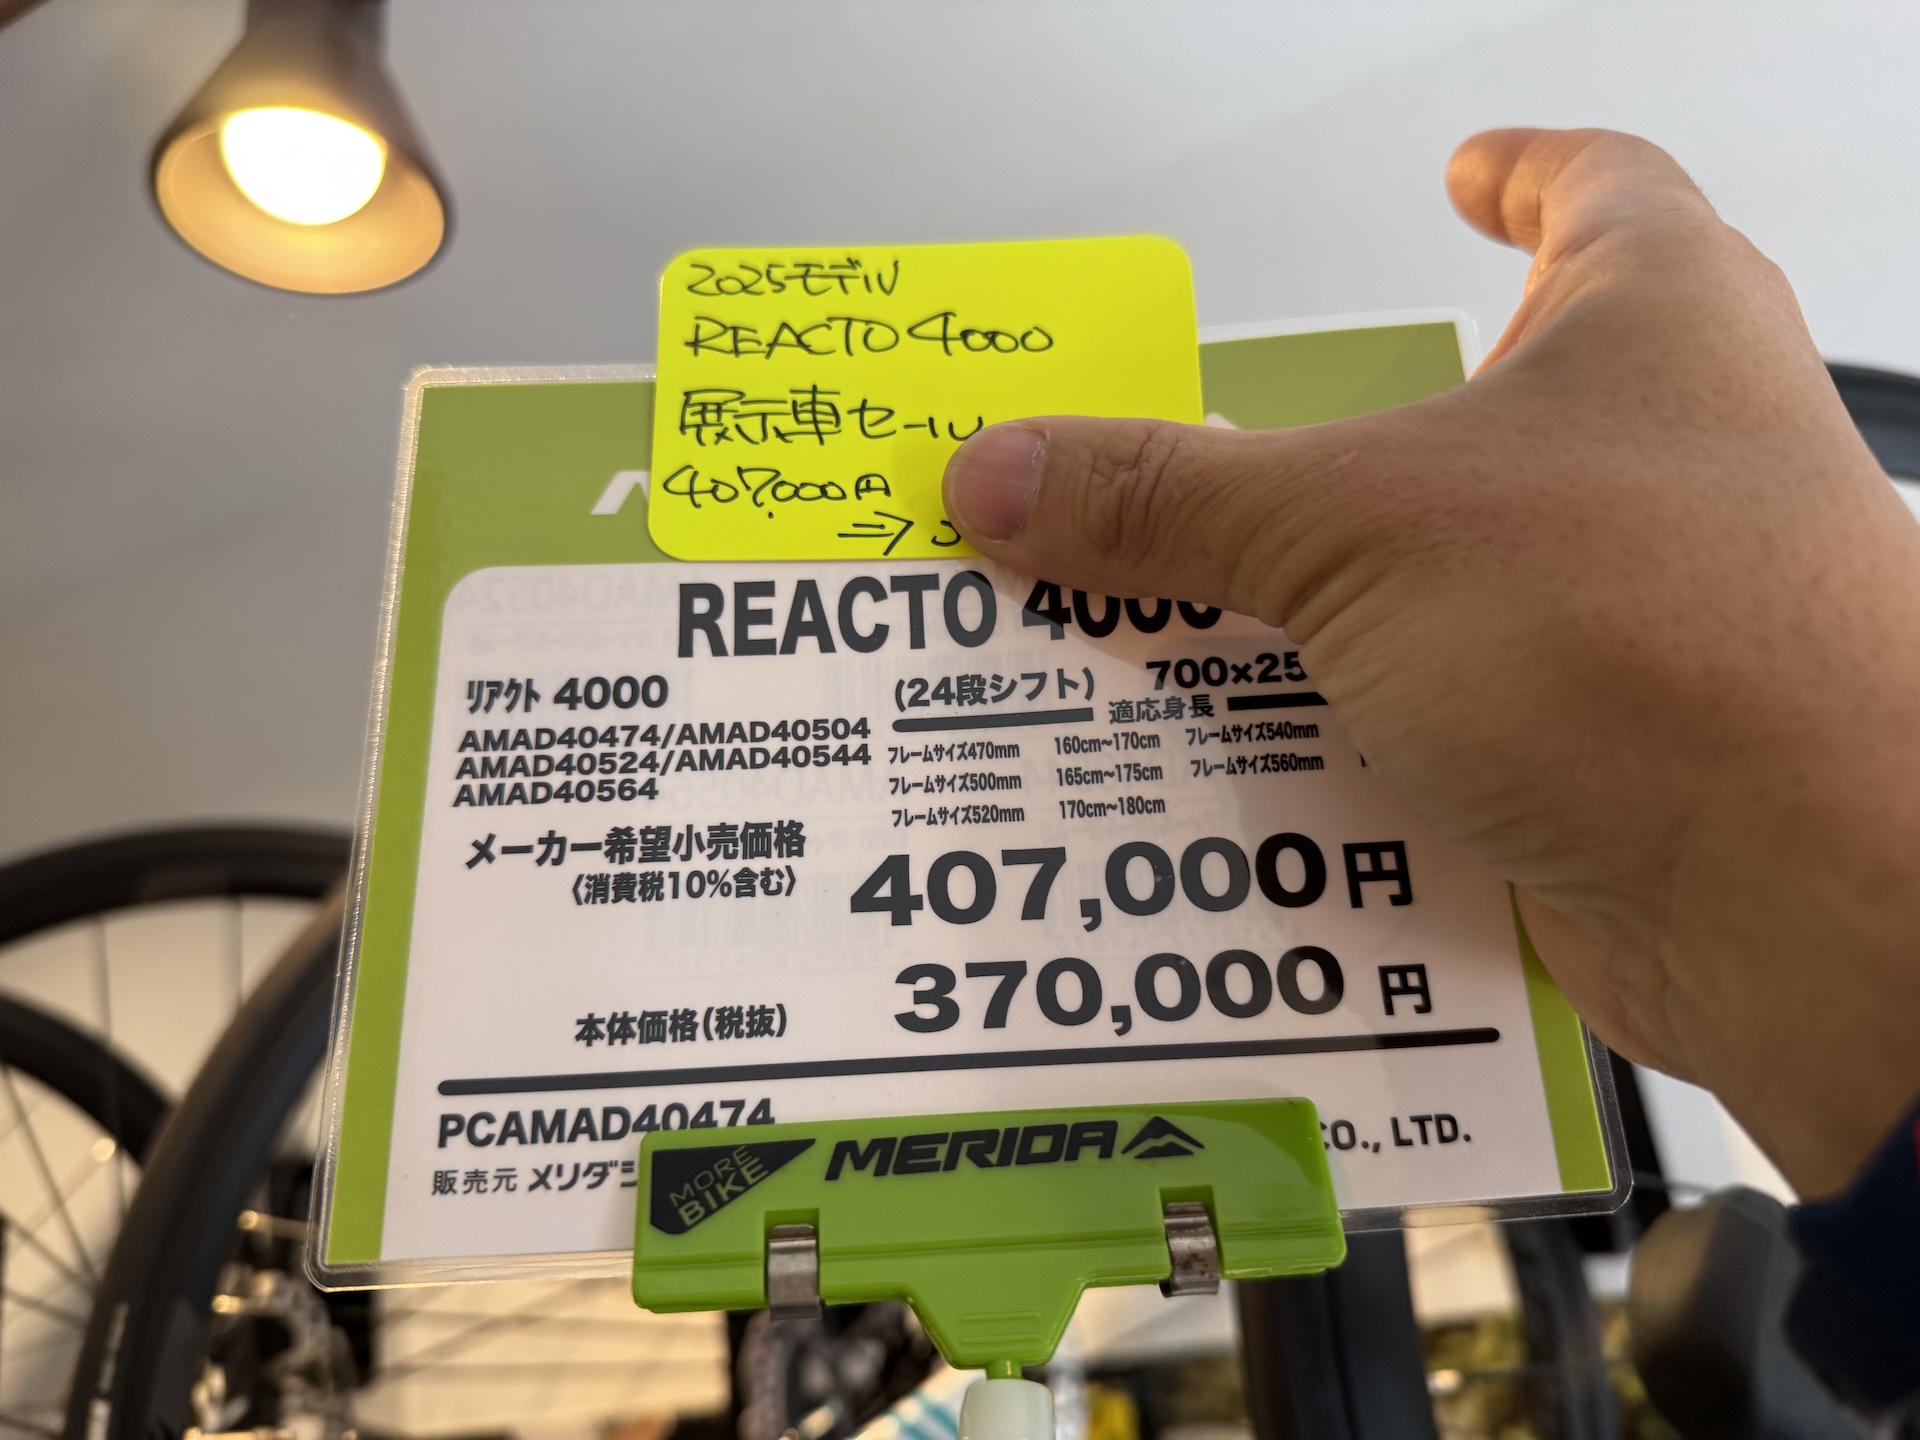 2025モデル
REACTO 4000
展示車セール
407,000円
⇒
REACTO 4000
リアクト 4000
(24段シフト)
700×25
AMAD40474/AMAD40504
AMAD40524/AMAD40544
AMAD40564
適応身長
フレームサイズ470mm 160cm~170cm フレームサイズ540mm
フレームサイズ500mm 165cm~175cm フレームサイズ560mm
フレームサイズ520mm 170cm~180cm
メーカー希望小売価格
〈消費税10%含む〉
407,000円
本体価格(税抜) 370,000円
PCAMAD40474
販売元 メリダ
CO., LTD.
MORE BIKE
MERIDA